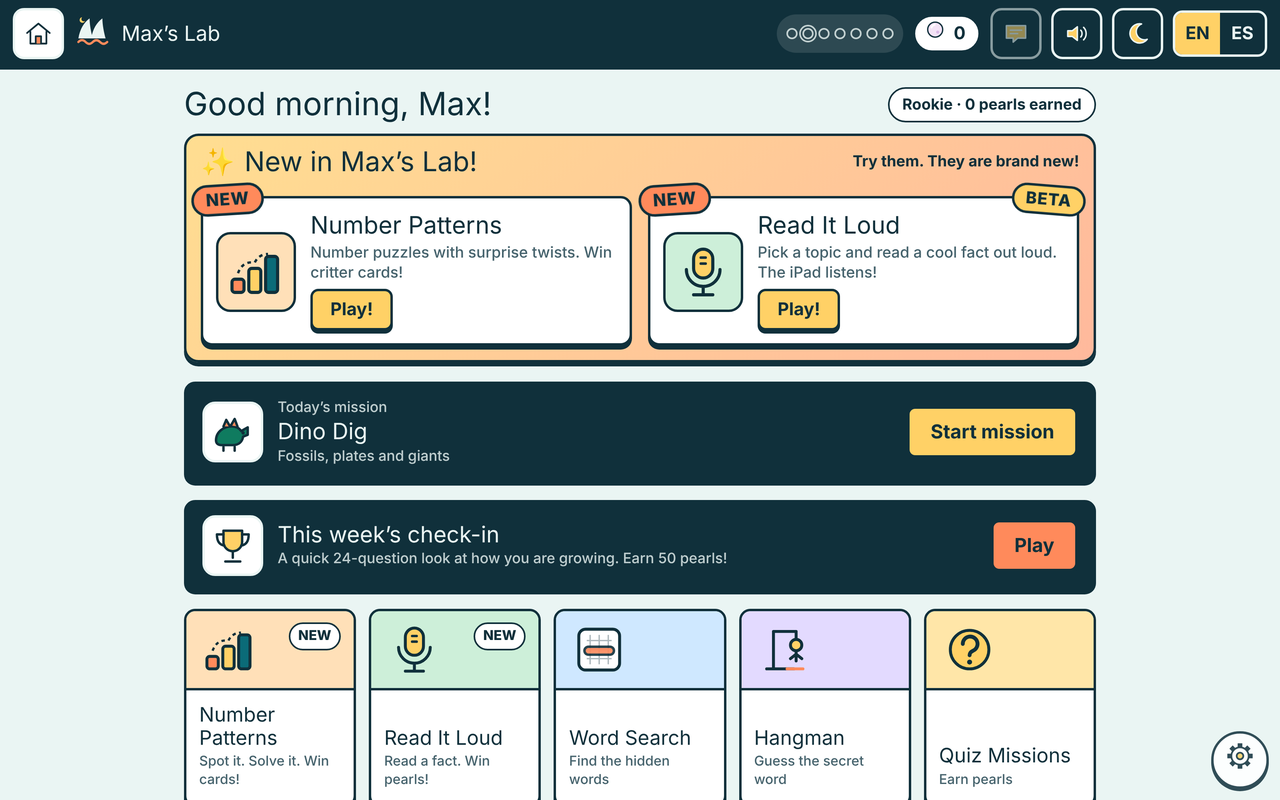 Max's Lab
0
EN
ES
Good morning, Max!
Rookie · 0 pearls earned
✨ New in Max's Lab!
Try them. They are brand new!
NEW
Number Patterns
Number puzzles with surprise twists. Win
critter cards!
Play!
NEW
BETA
Read It Loud
Pick a topic and read a cool fact out loud.
The iPad listens!
Play!
Today's mission
Dino Dig
Fossils, plates and giants
Start mission
This week's check-in
A quick 24-question look at how you are growing. Earn 50 pearls!
Play
NEW
Number
Patterns
Spot it. Solve it. Win
cards!
NEW
Read It Loud
Read a fact. Win
pearls!
Word Search
Find the hidden
words
Hangman
Guess the secret
word
Quiz Missions
Earn pearls